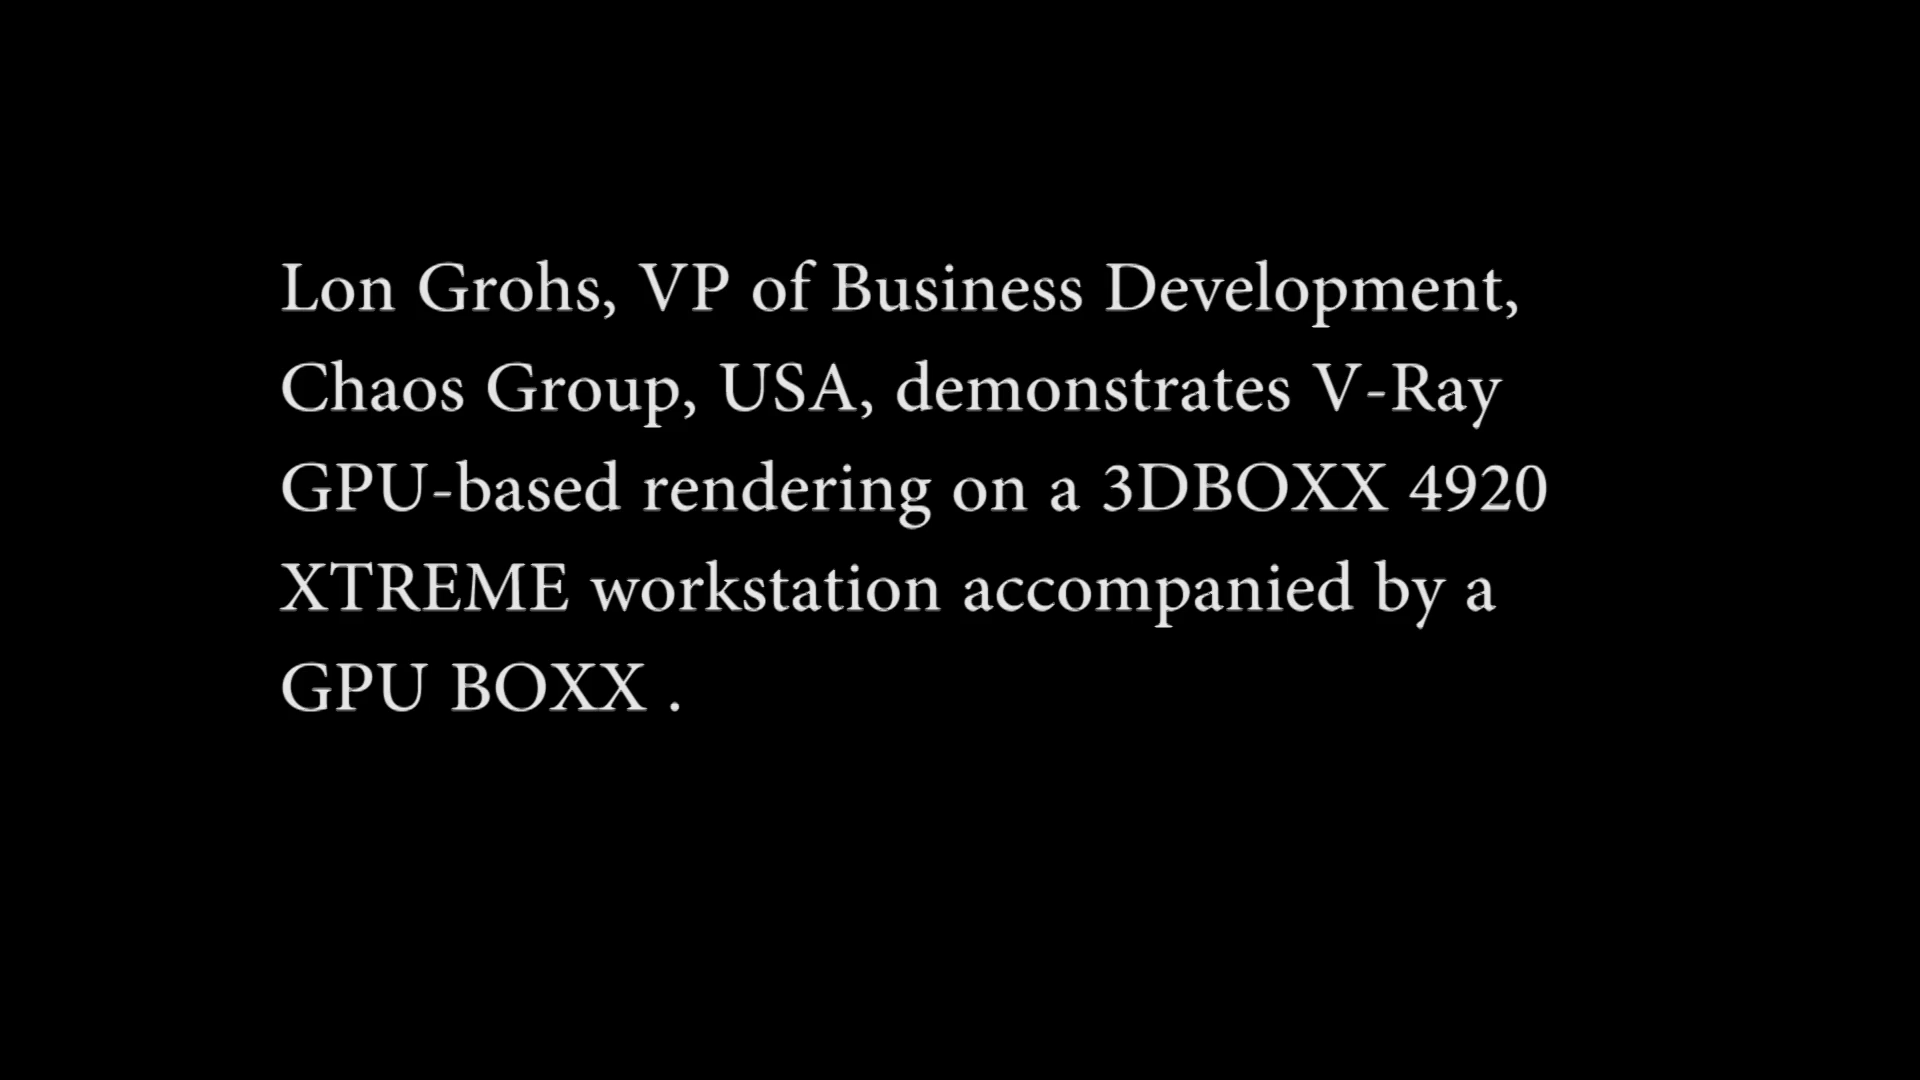 Lon Grohs, VP of Business Development,
Chaos Group, USA, demonstrates V-Ray
GPU-based rendering on a 3DBOXX 4920
XTREME workstation accompanied by a
GPU BOXX .